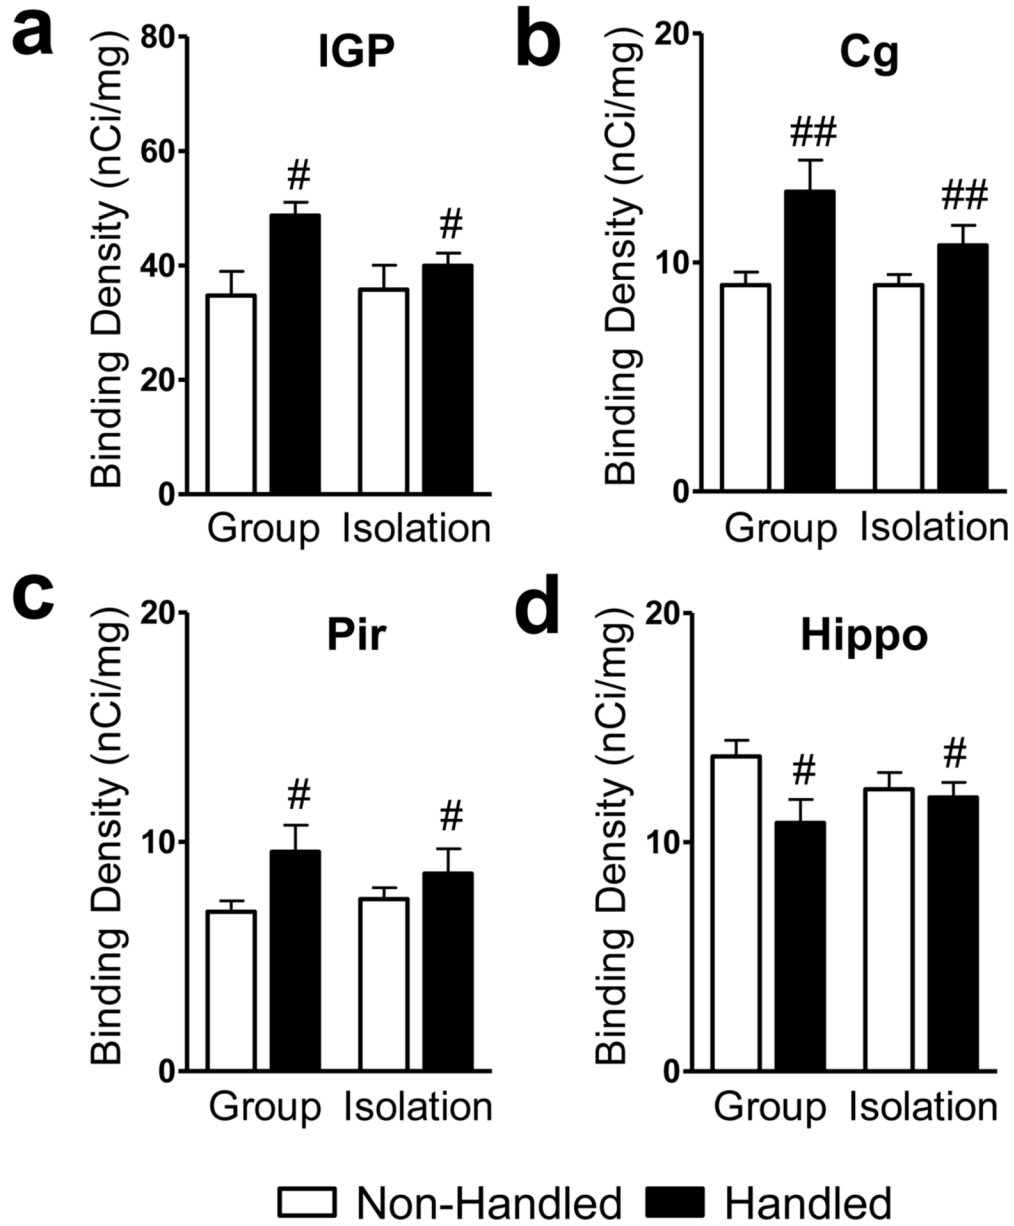 a
IGP
Binding Density (nCi/mg)
80
60
40
20
0
#
#
Group Isolation
b
Cg
Binding Density (nCi/mg)
20
10
0
##
##
Group Isolation
c
Pir
Binding Density (nCi/mg)
20
10
0
#
#
Group Isolation
d
Hippo
Binding Density (nCi/mg)
20
10
0
#
#
Group Isolation
Non-Handled Handled